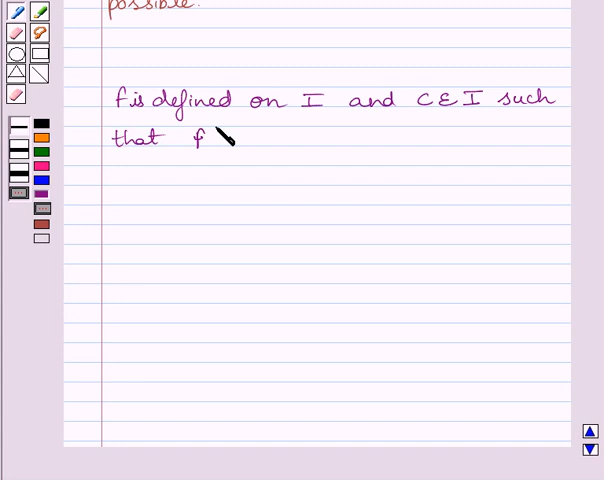 possible.
f is defined on I and C ε I such
that f